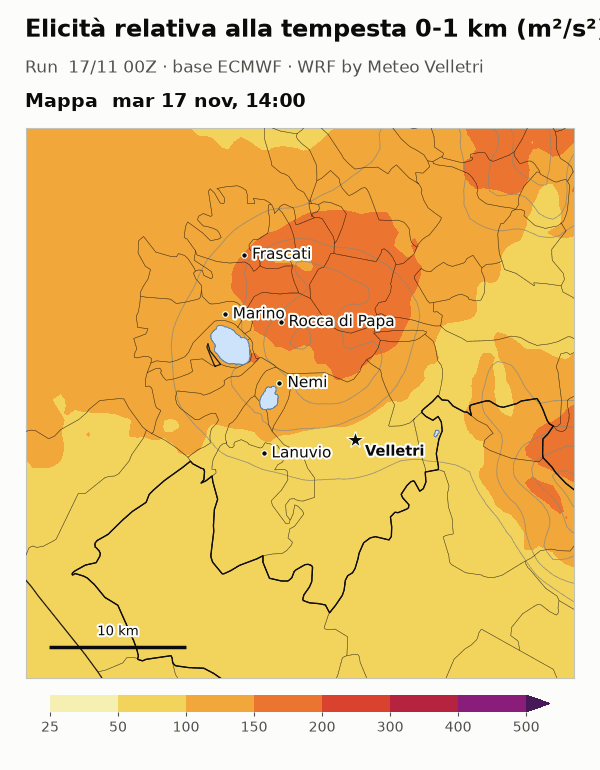 Elicità relativa alla tempesta 0-1 km (m²/s²)
Run  17/11 00Z · base ECMWF · WRF by Meteo Velletri
Mappa  mar 17 nov, 14:00
Frascati
Marino
Rocca di Papa
Nemi
Velletri
Lanuvio
10 km
25 50 100 150 200 300 400 500